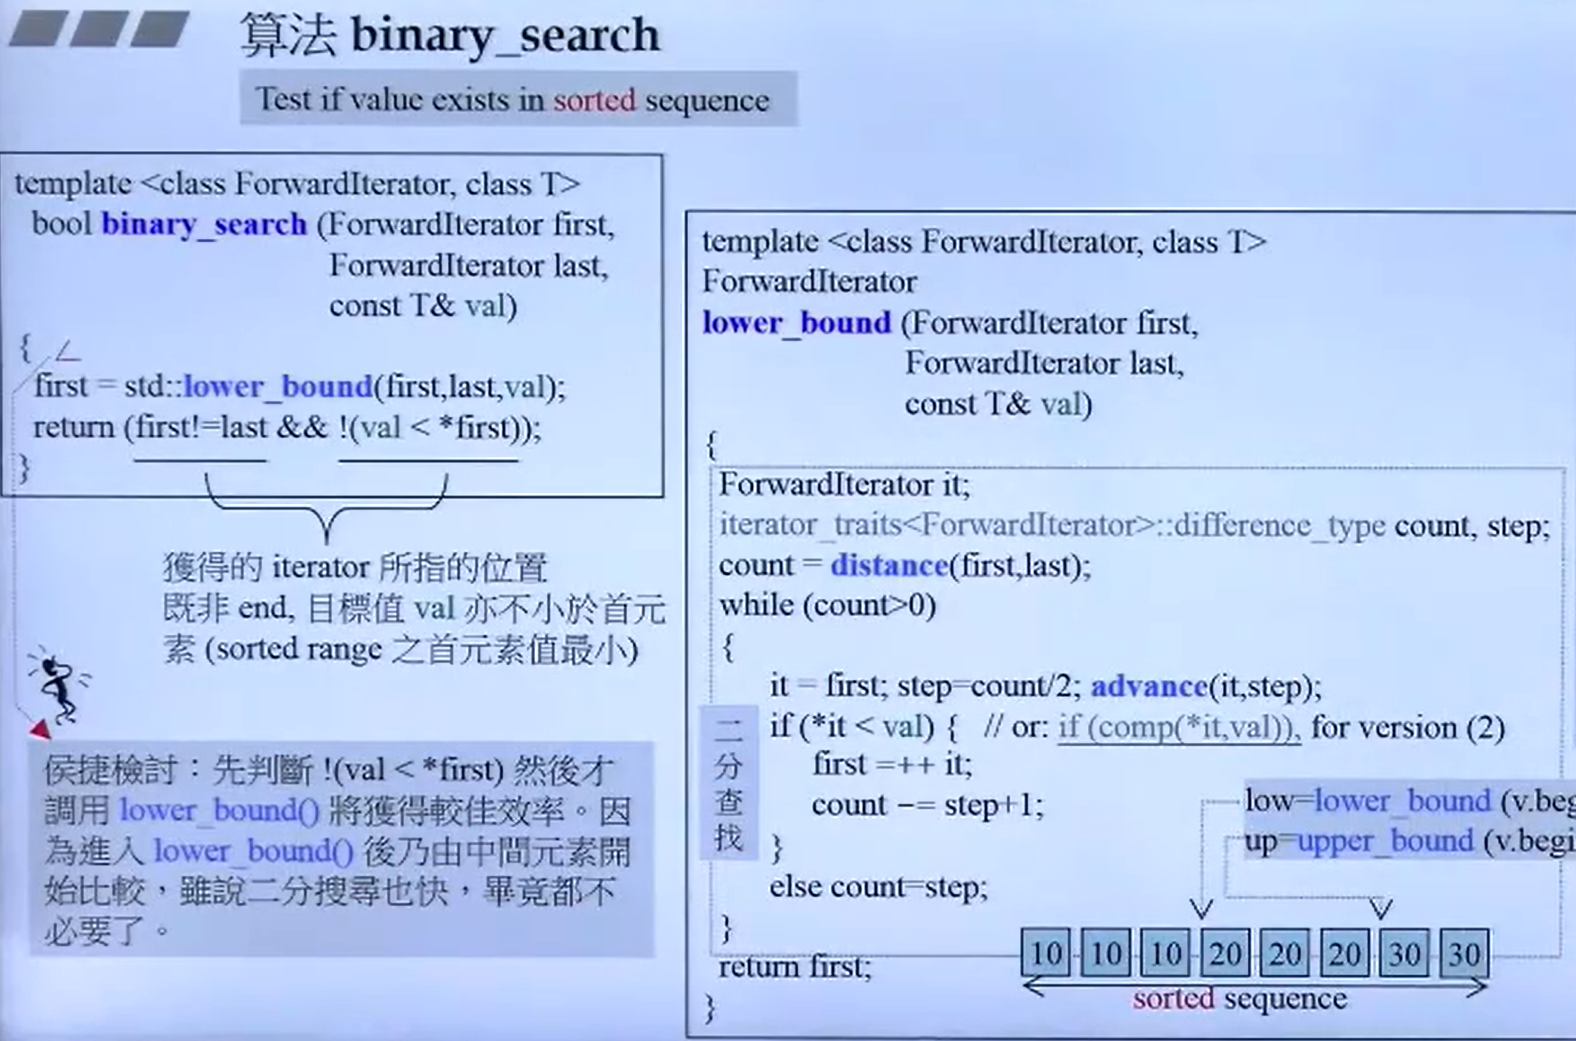 算法 binary_search
Test if value exists in sorted sequence
template <class ForwardIterator, class T>
bool binary_search (ForwardIterator first,
ForwardIterator last,
const T& val)
{
first = std::lower_bound(first,last,val);
return (first!=last && !(val < *first));
}
獲得的 iterator 所指的位置
既非 end, 目標值 val 亦不小於首元
素 (sorted range 之首元素值最小)
侯捷檢討：先判斷 !(val < *first) 然後才
調用 lower_bound() 將獲得較佳效率。因
為進入 lower_bound() 後乃由中間元素開
始比較，雖說二分搜尋也快，畢竟都不
必要了。
template <class ForwardIterator, class T>
ForwardIterator
lower_bound (ForwardIterator first,
ForwardIterator last,
const T& val)
{
ForwardIterator it;
iterator_traits<ForwardIterator>::difference_type count, step;
count = distance(first,last);
while (count>0)
{
it = first; step=count/2; advance(it,step);
if (*it < val) { // or: if (comp(*it,val)), for version (2)
first =++ it;
count −= step+1;
}
else count=step;
}
return first;
}
二
分
查
找
low=lower_bound (v.beg
up=upper_bound (v.begi
10 10 10 20 20 20 30 30
sorted sequence